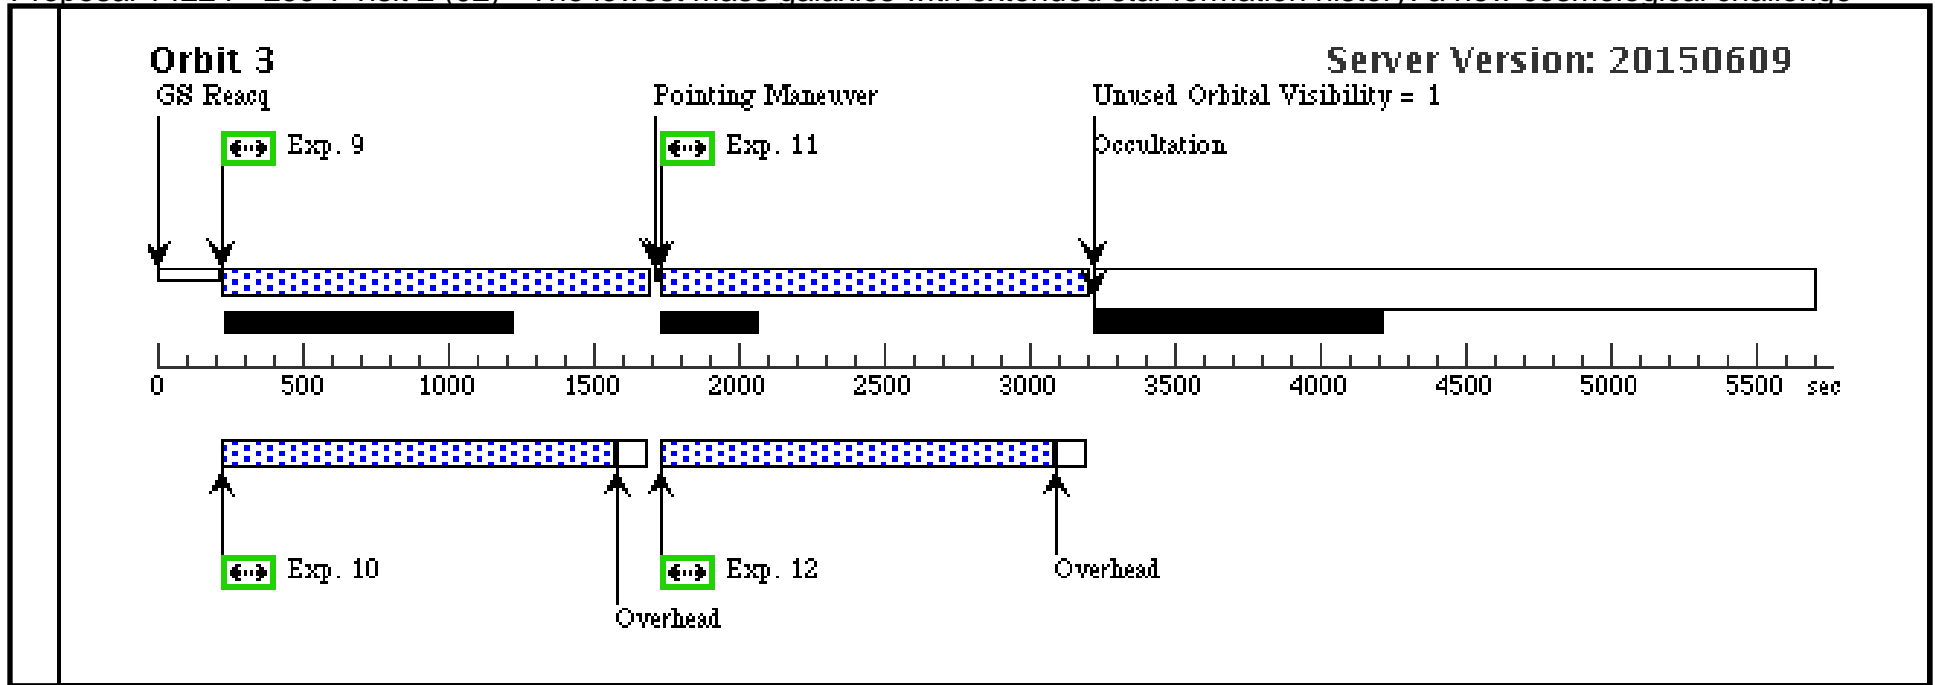 Orbit 3
Server Version: 20150609
GS Reacq
Pointing Maneuver
Unused Orbital Visibility = 1
Exp. 9
Exp. 11
Occultation
0 500 1000 1500 2000 2500 3000 3500 4000 4500 5000 5500 sec
Exp. 10
Exp. 12
Overhead
Overhead